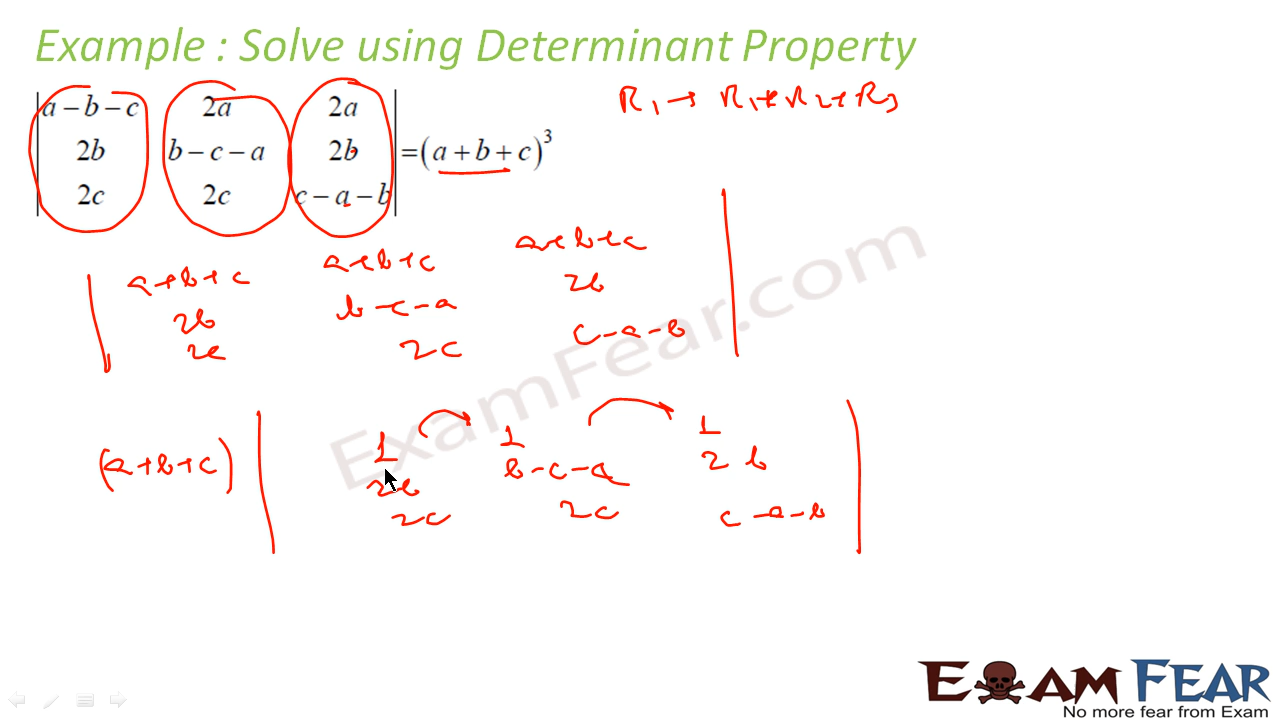 Example : Solve using Determinant Property
a − b − c 2a 2a
2b b − c − a 2b = (a + b + c)³
2c 2c c − a − b
R₁ → R₁ + R₂ + R₃
a+b+c a+b+c a+b+c
2b b−c−a 2b
2c 2c c−a−b
(a+b+c) 1 1 1
2b b−c−a 2b
2c 2c c−a−b
ExamFear.com
EXAM FEAR
No more fear from Exam